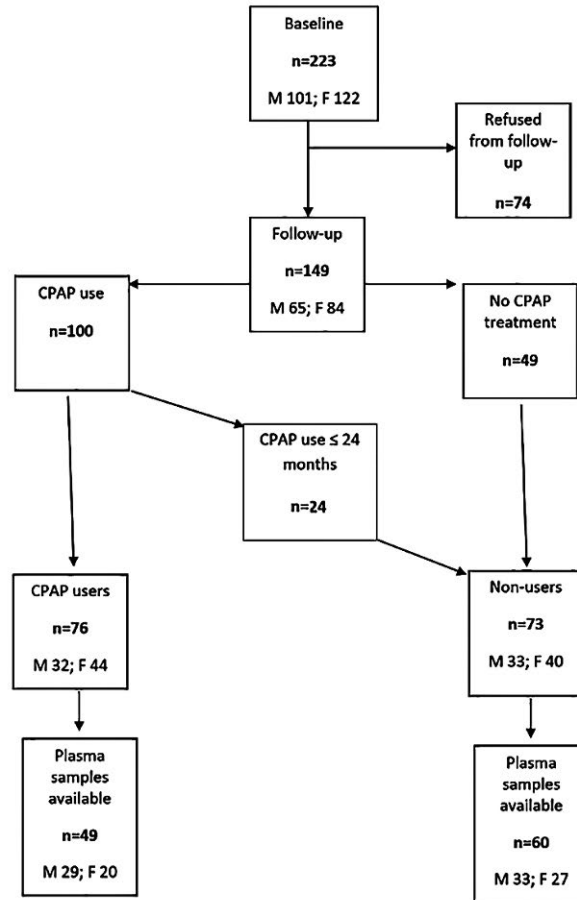 Baseline
n=223
M 101; F 122
Refused
from follow-
up
n=74
Follow-up
n=149
M 65; F 84
CPAP use
n=100
No CPAP
treatment
n=49
CPAP use ≤ 24
months
n=24
CPAP users
n=76
M 32; F 44
Non-users
n=73
M 33; F 40
Plasma
samples
available
n=49
M 29; F 20
Plasma
samples
available
n=60
M 33; F 27